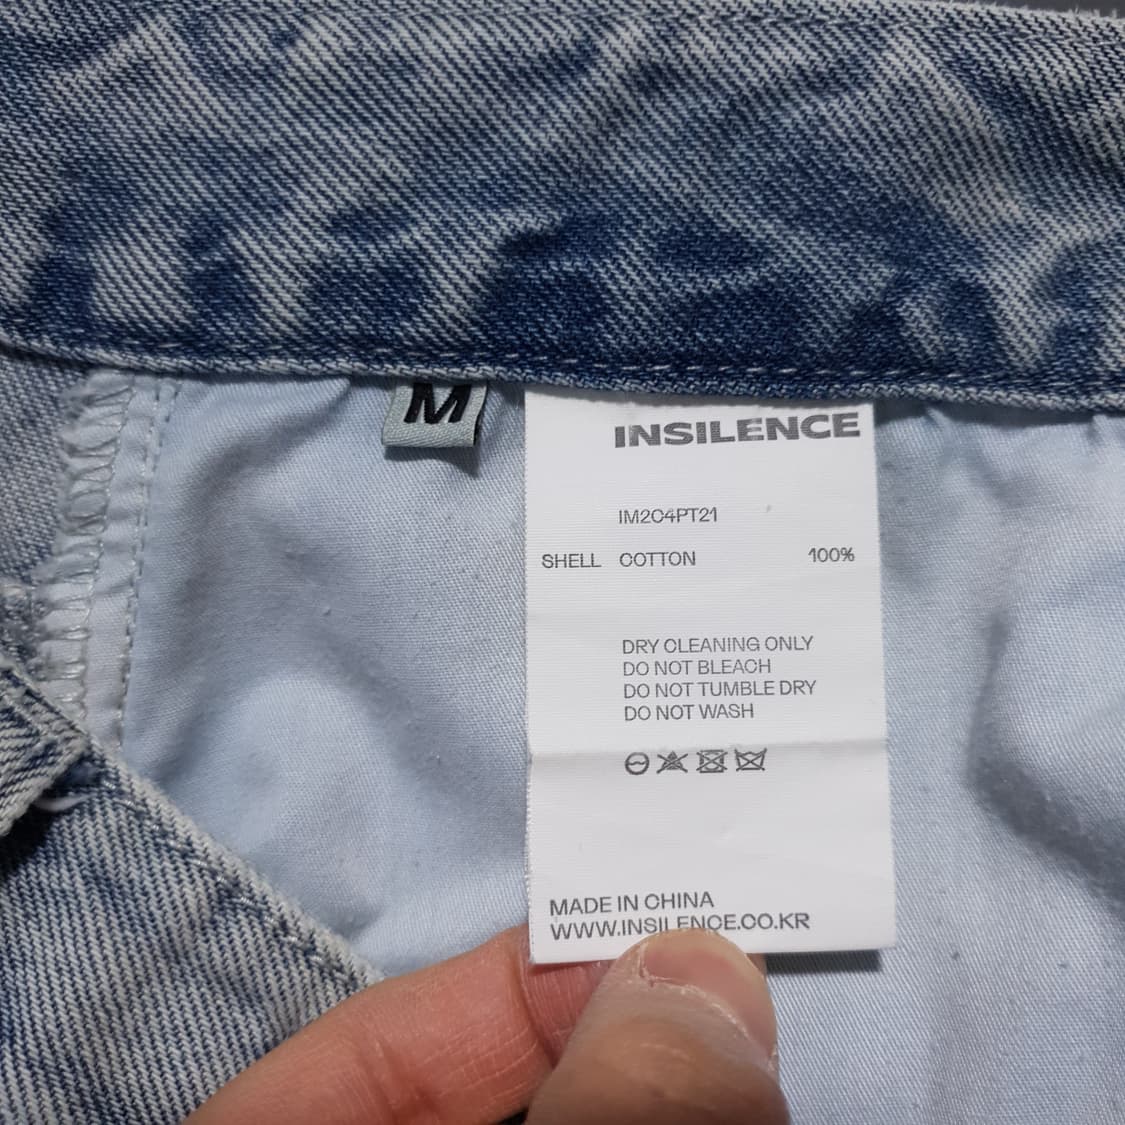 M
INSILENCE
IM2C4PT21
SHELL COTTON 100%
DRY CLEANING ONLY
DO NOT BLEACH
DO NOT TUMBLE DRY
DO NOT WASH
MADE IN CHINA
WWW.INSILENCE.CO.KR